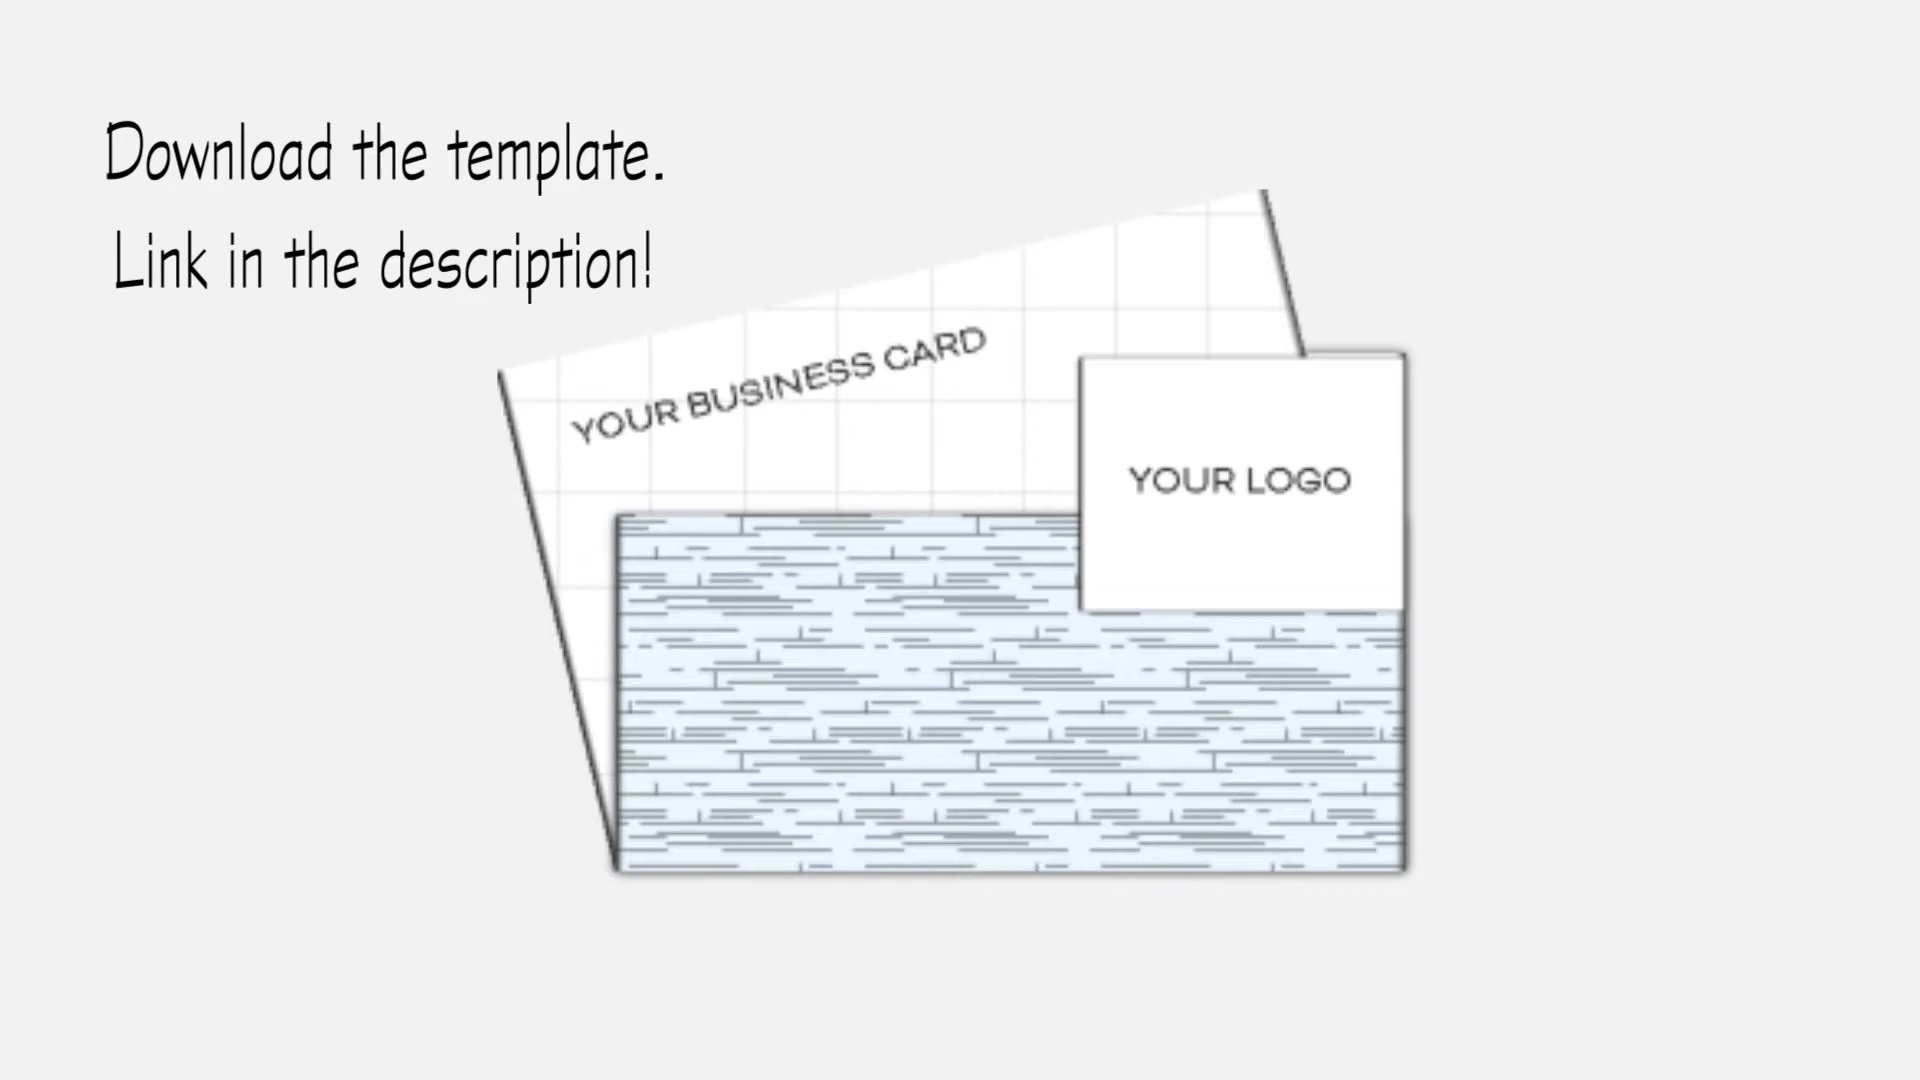 Download the template.
Link in the description!
YOUR BUSINESS CARD
YOUR LOGO